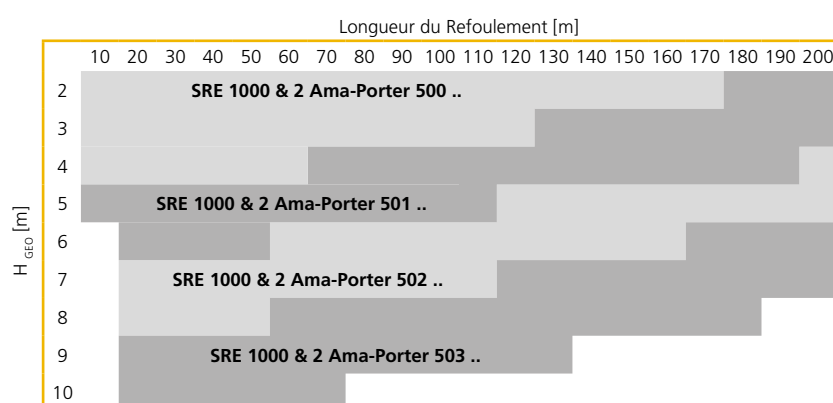 Longueur du Refoulement [m]
10 20 30 40 50 60 70 80 90 100 110 120 130 140 150 160 170 180 190 200
H GEO [m]
2 SRE 1000 & 2 Ama-Porter 500 ..
3
4
5 SRE 1000 & 2 Ama-Porter 501 ..
6
7 SRE 1000 & 2 Ama-Porter 502 ..
8
9 SRE 1000 & 2 Ama-Porter 503 ..
10